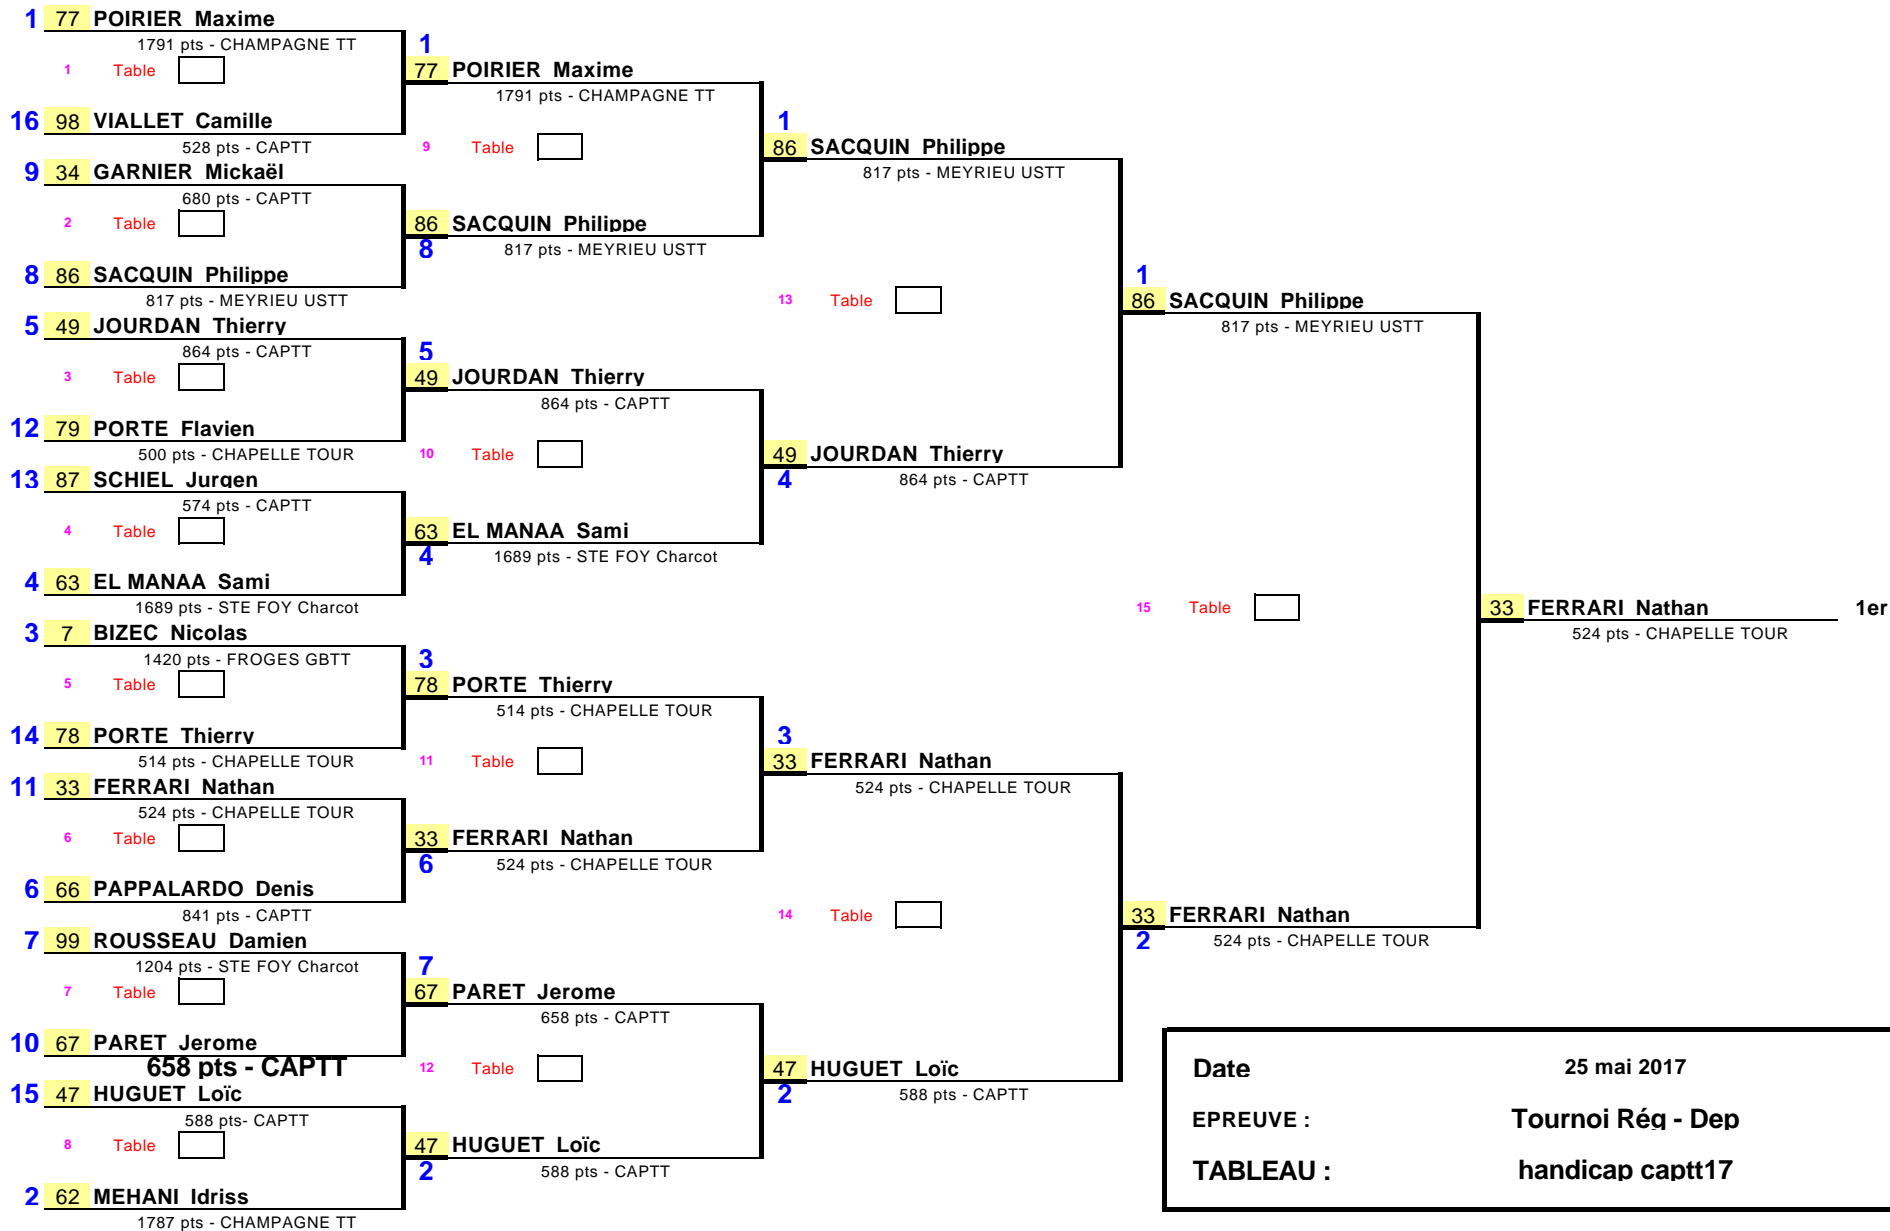 1 77 POIRIER Maxime
1791 pts - CHAMPAGNE TT
1 Table
16 98 VIALLET Camille
528 pts - CAPTT
9 34 GARNIER Mickaël
680 pts - CAPTT
2 Table
8 86 SACQUIN Philippe
817 pts - MEYRIEU USTT
5 49 JOURDAN Thierry
864 pts - CAPTT
3 Table
12 79 PORTE Flavien
500 pts - CHAPELLE TOUR
13 87 SCHIEL Jurgen
574 pts - CAPTT
4 Table
4 63 EL MANAA Sami
1689 pts - STE FOY Charcot
3 7 BIZEC Nicolas
1420 pts - FROGES GBTT
5 Table
14 78 PORTE Thierry
514 pts - CHAPELLE TOUR
11 33 FERRARI Nathan
524 pts - CHAPELLE TOUR
6 Table
6 66 PAPPALARDO Denis
841 pts - CAPTT
7 99 ROUSSEAU Damien
1204 pts - STE FOY Charcot
7 Table
10 67 PARET Jerome
658 pts - CAPTT
15 47 HUGUET Loïc
588 pts- CAPTT
8 Table
2 62 MEHANI Idriss
1787 pts - CHAMPAGNE TT
1
77 POIRIER Maxime
1791 pts - CHAMPAGNE TT
9 Table
86 SACQUIN Philippe
8
817 pts - MEYRIEU USTT
5
49 JOURDAN Thierry
864 pts - CAPTT
10 Table
63 EL MANAA Sami
4
1689 pts - STE FOY Charcot
3
78 PORTE Thierry
514 pts - CHAPELLE TOUR
11 Table
33 FERRARI Nathan
6
524 pts - CHAPELLE TOUR
7
67 PARET Jerome
658 pts - CAPTT
12 Table
47 HUGUET Loïc
2
588 pts - CAPTT
1
86 SACQUIN Philippe
817 pts - MEYRIEU USTT
13 Table
49 JOURDAN Thierry
4
864 pts - CAPTT
3
33 FERRARI Nathan
524 pts - CHAPELLE TOUR
14 Table
47 HUGUET Loïc
2
588 pts - CAPTT
1
86 SACQUIN Philippe
817 pts - MEYRIEU USTT
15 Table
33 FERRARI Nathan
2
524 pts - CHAPELLE TOUR
33 FERRARI Nathan 1er
524 pts - CHAPELLE TOUR
Date 25 mai 2017
EPREUVE : Tournoi Rég - Dep
TABLEAU : handicap captt17